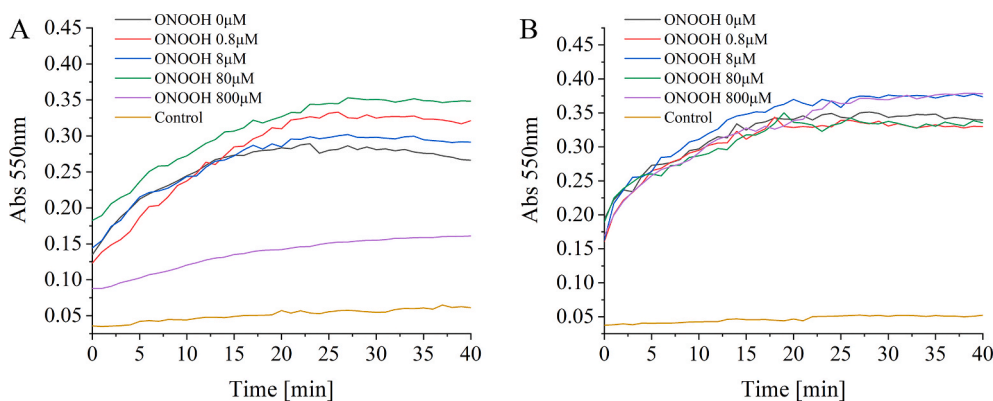 A
ONOOH 0μM
ONOOH 0.8μM
ONOOH 8μM
ONOOH 80μM
ONOOH 800μM
Control
Abs 550nm
0.45
0.40
0.35
0.30
0.25
0.20
0.15
0.10
0.05
0 5 10 15 20 25 30 35 40
Time [min]
B
ONOOH 0μM
ONOOH 0.8μM
ONOOH 8μM
ONOOH 80μM
ONOOH 800μM
Control
Abs 550nm
0.45
0.40
0.35
0.30
0.25
0.20
0.15
0.10
0.05
0 5 10 15 20 25 30 35 40
Time [min]